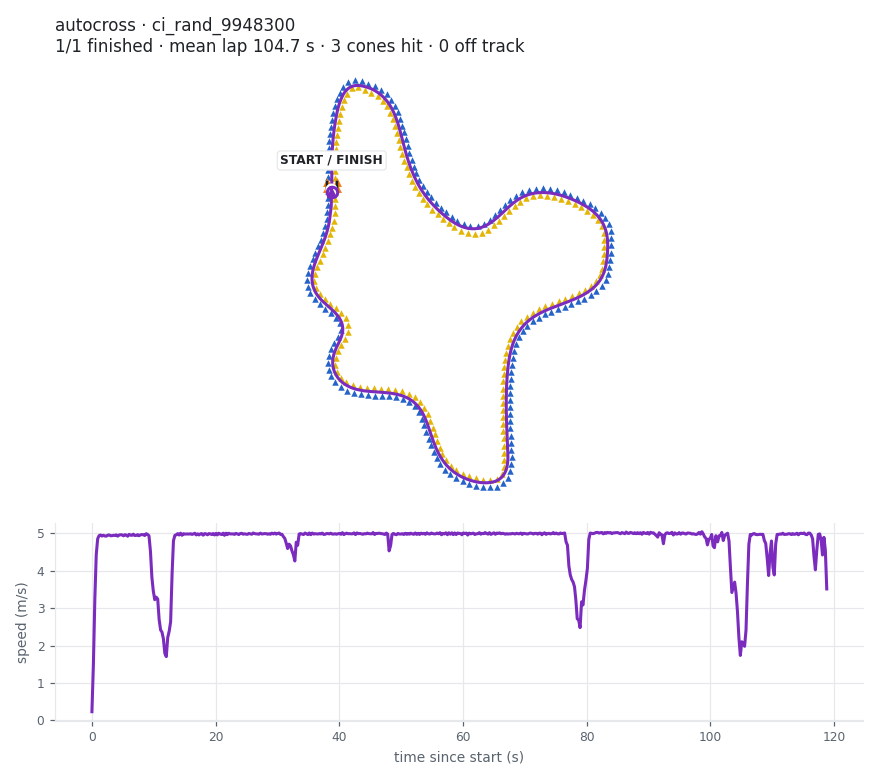 autocross · ci_rand_9948300
1/1 finished · mean lap 104.7 s · 3 cones hit · 0 off track
START / FINISH
5
4
3
2
1
0
speed (m/s)
0 20 40 60 80 100 120
time since start (s)